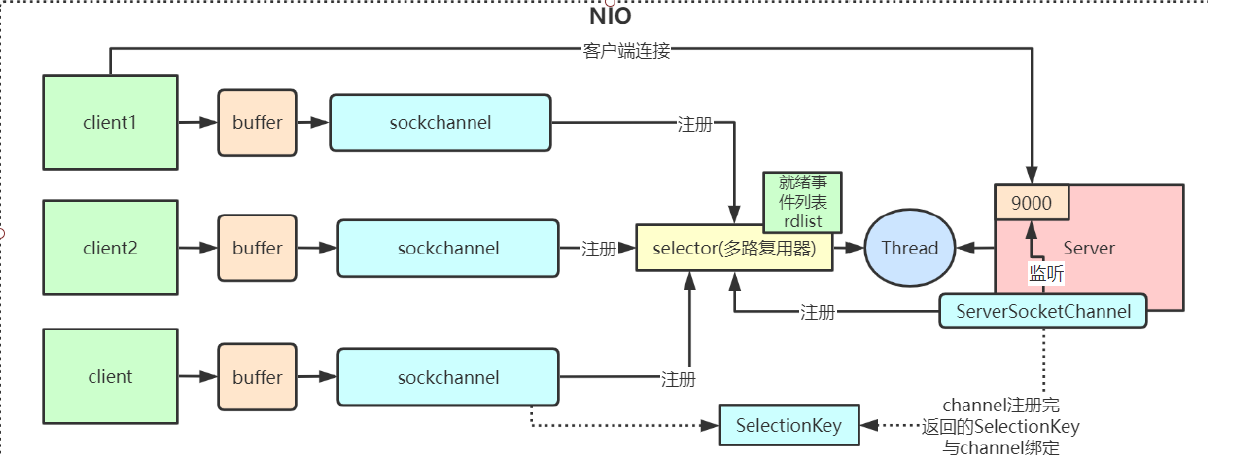 NIO
客户端连接
client1
buffer
sockchannel
注册
就绪事
件列表
rdlist
9000
client2
buffer
sockchannel
注册
selector(多路复用器)
Thread
Server
监听
注册
ServerSocketChannel
client
buffer
sockchannel
注册
SelectionKey
channel注册完
返回的SelectionKey
与channel绑定